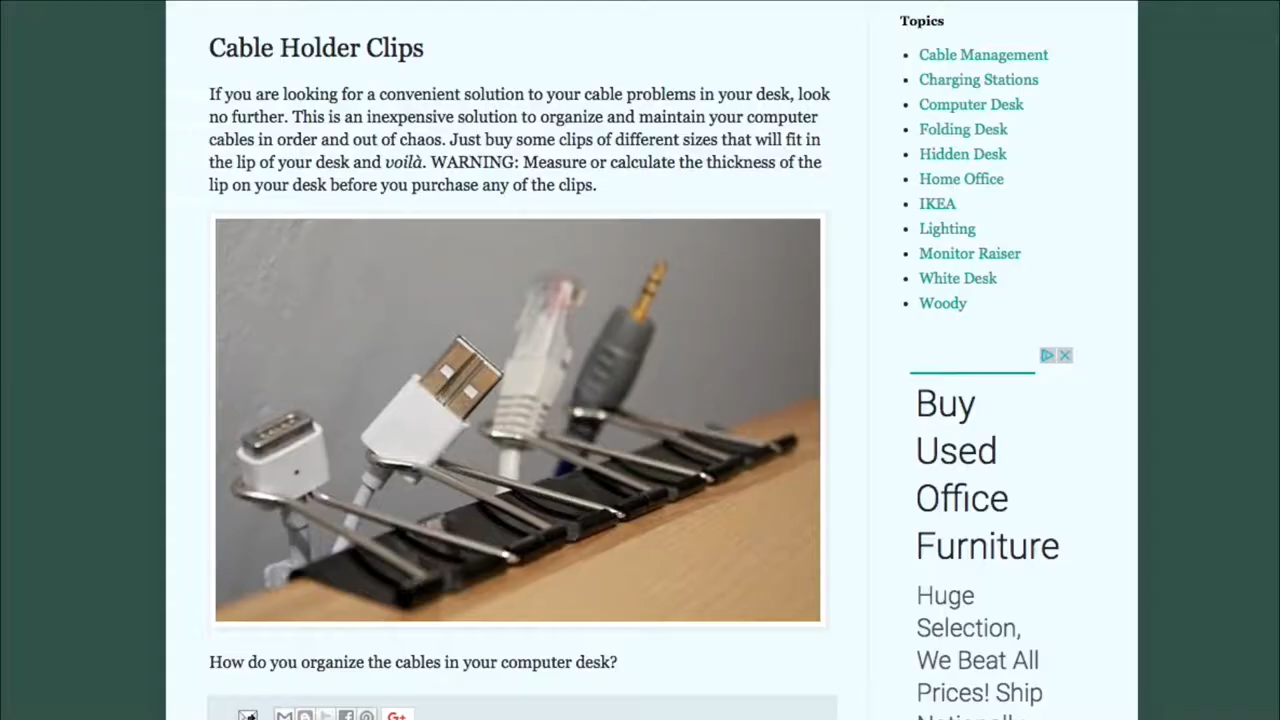 Cable Holder Clips
If you are looking for a convenient solution to your cable problems in your desk, look
no further. This is an inexpensive solution to organize and maintain your computer
cables in order and out of chaos. Just buy some clips of different sizes that will fit in
the lip of your desk and voilà. WARNING: Measure or calculate the thickness of the
lip on your desk before you purchase any of the clips.
How do you organize the cables in your computer desk?
G+
Topics
Cable Management
Charging Stations
Computer Desk
Folding Desk
Hidden Desk
Home Office
IKEA
Lighting
Monitor Raiser
White Desk
Woody
Buy
Used
Office
Furniture
Huge
Selection,
We Beat All
Prices! Ship